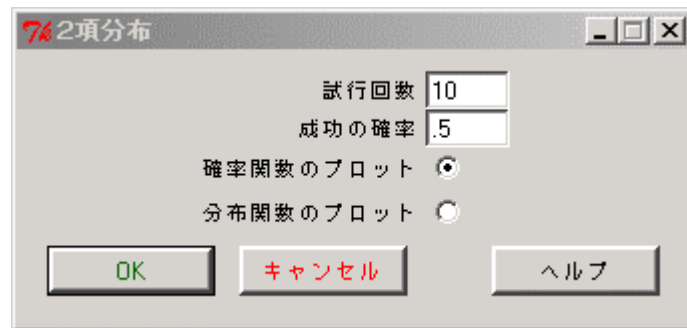 2項分布
試行回数 10
成功の確率 .5
確率関数のプロット
分布関数のプロット
OK キャンセル ヘルプ